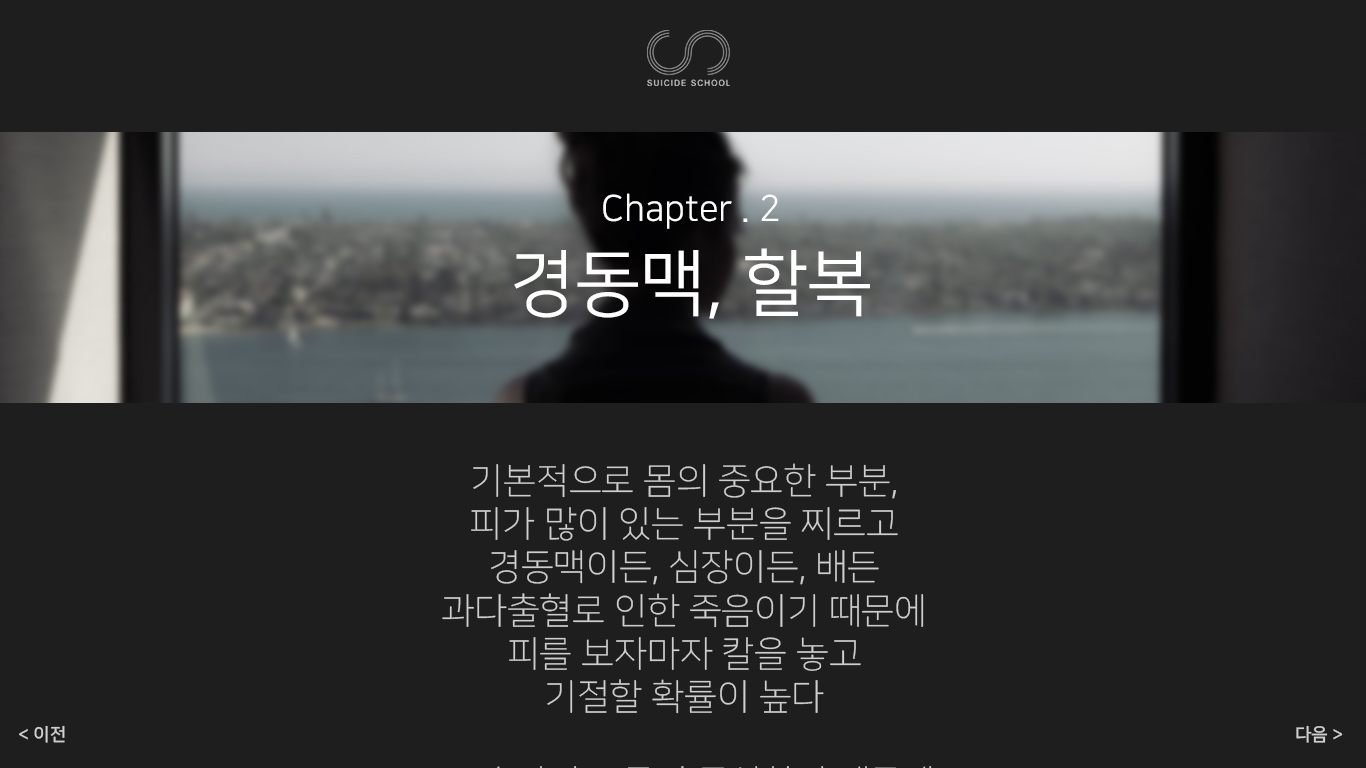 SUICIDE SCHOOL
Chapter . 2
경동맥, 할복
기본적으로 몸의 중요한 부분,
피가 많이 있는 부분을 찌르고
경동맥이든, 심장이든, 배든
과다출혈로 인한 죽음이기 때문에
피를 보자마자 칼을 놓고
기절할 확률이 높다
< 이전
다음 >